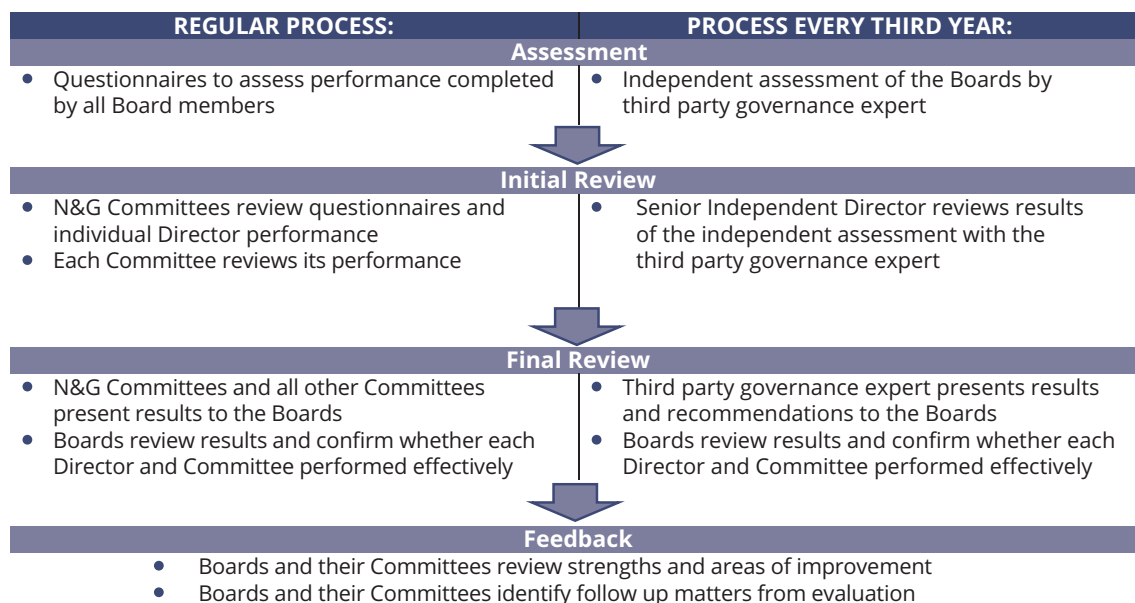 REGULAR PROCESS:
PROCESS EVERY THIRD YEAR:
Assessment
• Questionnaires to assess performance completed
by all Board members
• Independent assessment of the Boards by
third party governance expert
Initial Review
• N&G Committees review questionnaires and
individual Director performance
• Each Committee reviews its performance
• Senior Independent Director reviews results
of the independent assessment with the
third party governance expert
Final Review
• N&G Committees and all other Committees
present results to the Boards
• Boards review results and confirm whether each
Director and Committee performed effectively
• Third party governance expert presents results
and recommendations to the Boards
• Boards review results and confirm whether each
Director and Committee performed effectively
Feedback
• Boards and their Committees review strengths and areas of improvement
• Boards and their Committees identify follow up matters from evaluation